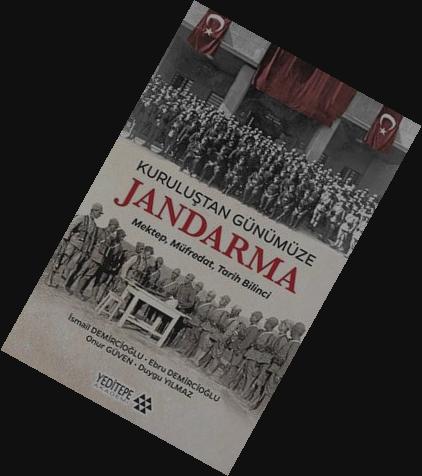 KURULUŞTAN GÜNÜMÜZE
JANDARMA
Mektep, Müfredat, Tarih Bilinci
İsmail DEMİRCİOĞLU · Ebru DEMİRCİOĞLU
Onur GÜVEN · Duygu YILMAZ
YEDİTEPE
AKADEMİ